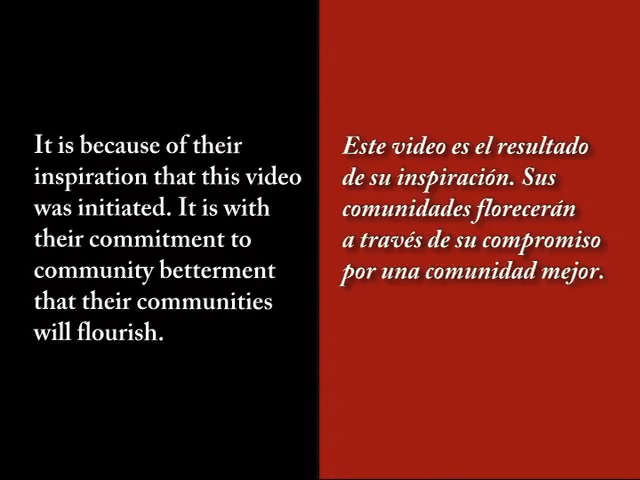 It is because of their
inspiration that this video
was initiated. It is with
their commitment to
community betterment
that their communities
will flourish.
Este video es el resultado
de su inspiración. Sus
comunidades florecerán
a través de su compromiso
por una comunidad mejor.